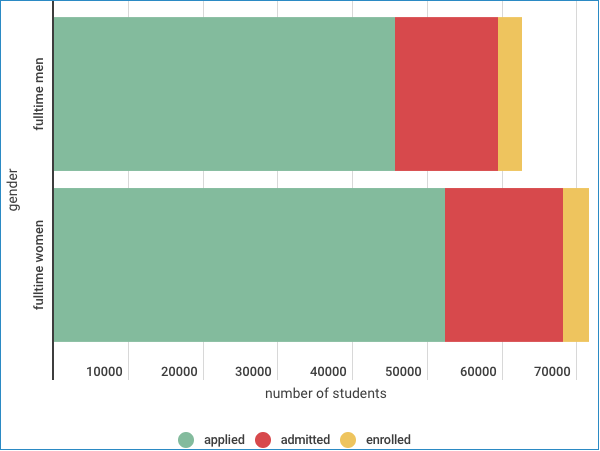 fulltime men
gender
fulltime women
10000 20000 30000 40000 50000 60000 70000
number of students
applied admitted enrolled